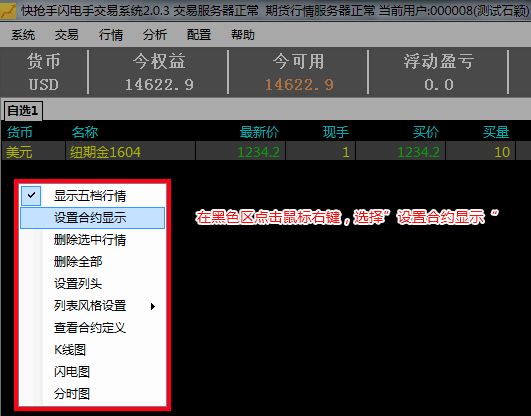 快抢手闪电手交易系统2.0.3 交易服务器正常 期货行情服务器正常 当前用户:000008(测试石颖)
系统 交易 行情 分析 配置 帮助
货币 今权益 今可用 浮动盈亏
USD 14622.9 14622.9 0.0
自选1
货币 名称 最新价 现手 买价 买量
美元 纽期金1604 1234.2 1 1234.2 10
显示五档行情
设置合约显示
在黑色区点击鼠标右键，选择”设置合约显示 “
删除选中行情
删除全部
设置列头
列表风格设置
查看合约定义
K线图
闪电图
分时图